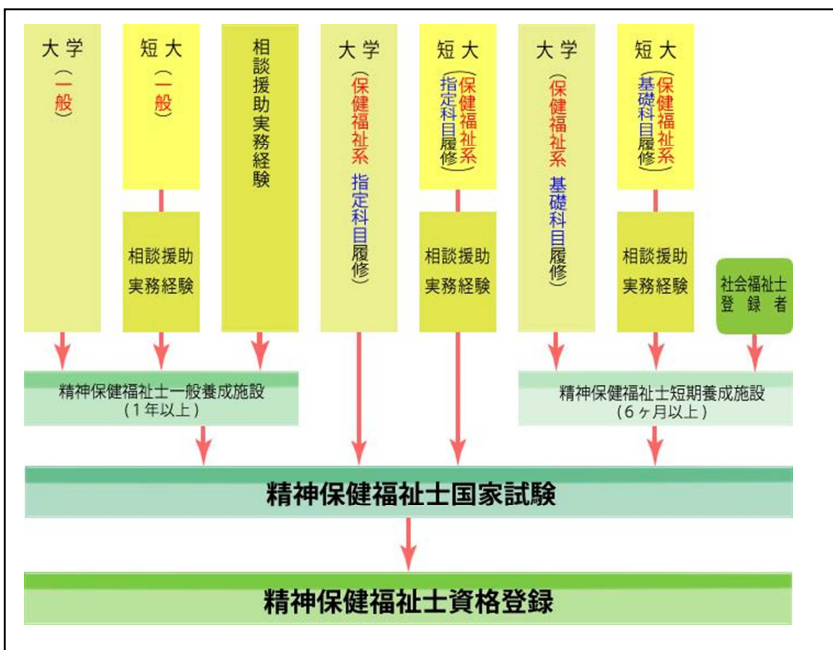 大学（一般）
短大（一般）
相談援助
実務経験
相談援助実務経験
大学（保健福祉系 指定科目履修）
短大（保健福祉系
指定科目履修）
相談援助
実務経験
大学（保健福祉系 基礎科目履修）
短大（保健福祉系
基礎科目履修）
相談援助
実務経験
社会福祉士
登録者
精神保健福祉士一般養成施設
(1年以上)
精神保健福祉士短期養成施設
(6ヶ月以上)
精神保健福祉士国家試験
精神保健福祉士資格登録